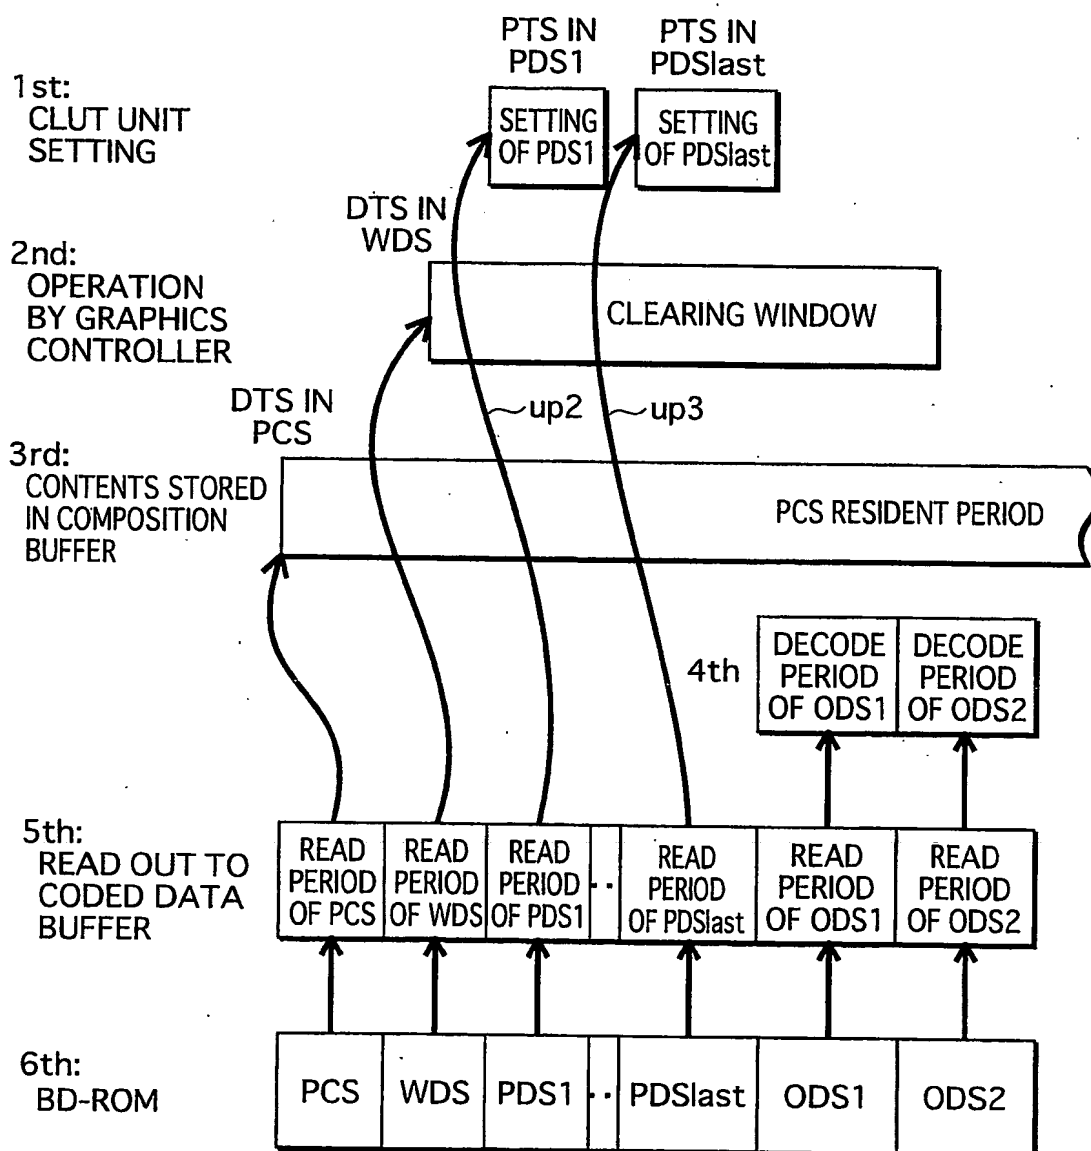 PTS IN
PDS1
PTS IN
PDSlast
1st:
CLUT UNIT
SETTING
SETTING
OF PDS1
SETTING
OF PDSlast
DTS IN
WDS
2nd:
OPERATION
BY GRAPHICS
CONTROLLER
CLEARING WINDOW
DTS IN
PCS
up2
up3
3rd:
CONTENTS STORED
IN COMPOSITION
BUFFER
PCS RESIDENT PERIOD
4th
DECODE
PERIOD
OF ODS1
DECODE
PERIOD
OF ODS2
5th:
READ OUT TO
CODED DATA
BUFFER
READ
PERIOD
OF PCS
READ
PERIOD
OF WDS
READ
PERIOD
OF PDS1
··
READ
PERIOD
OF PDSlast
READ
PERIOD
OF ODS1
READ
PERIOD
OF ODS2
6th:
BD-ROM
PCS
WDS
PDS1
··
PDSlast
ODS1
ODS2